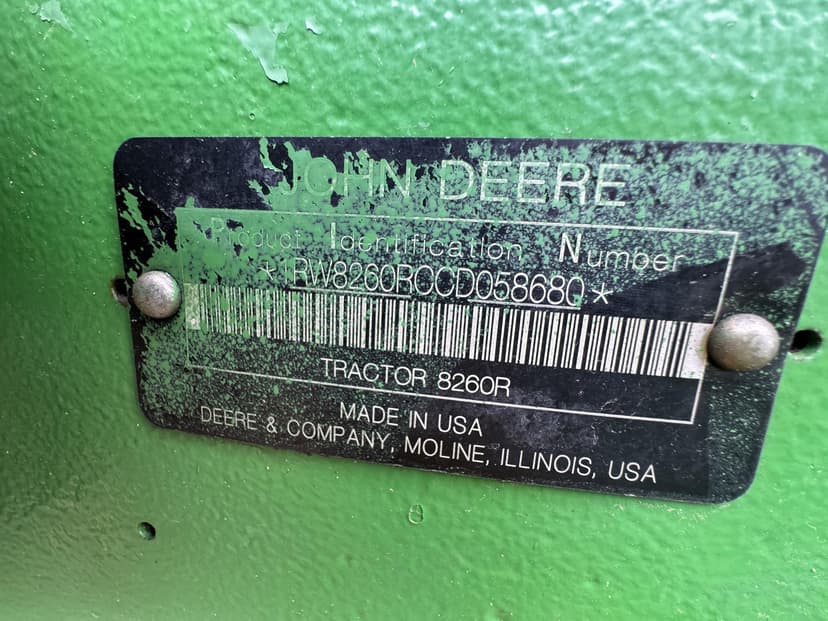 JOHN DEERE
Product Identification Number
*1RW8260RCCD058680*
TRACTOR 8260R
MADE IN USA
DEERE & COMPANY, MOLINE, ILLINOIS, USA